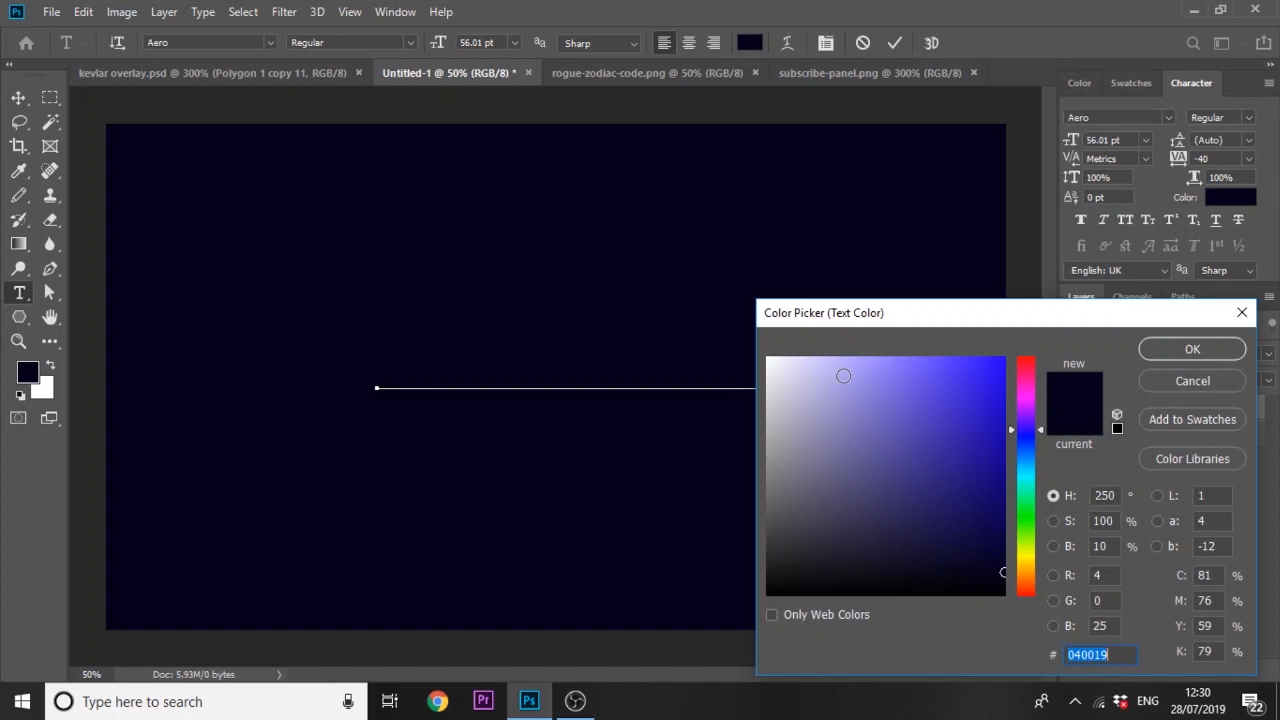 Ps File Edit Image Layer Type Select Filter 3D View Window Help
T Aero Regular 56.01 pt Sharp 3D
kevlar overlay.psd @ 300% (Polygon 1 copy 11, RGB/8) × Untitled-1 @ 50% (RGB/8) * × rogue-zodiac-code.png @ 50% (RGB/8) × subscribe-panel.png @ 300% (RGB/8) ×
Color Swatches Character
Aero Regular
56.01 pt (Auto)
Metrics -40
100% 100%
0 pt Color:
English: UK Sharp
Layers Channels Paths
Color Picker (Text Color)
new
current
OK
Cancel
Add to Swatches
Color Libraries
H: 250 ° L: 1
S: 100 % a: 4
B: 10 % b: -12
R: 4 C: 81 %
G: 0 M: 76 %
B: 25 Y: 59 %
# 040019 K: 79 %
Only Web Colors
50% Doc: 5.93M/0 bytes
Type here to search
Pr Ps
ENG
12:30
28/07/2019
22